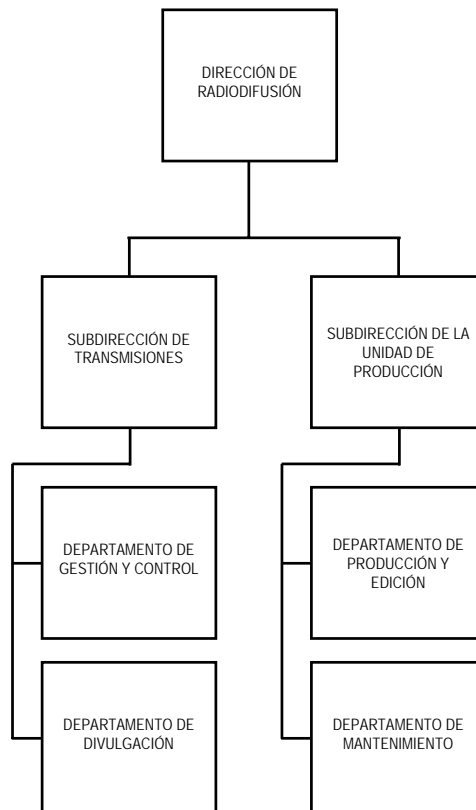 DIRECCIÓN DE
RADIODIFUSIÓN
SUBDIRECCIÓN DE
TRANSMISIONES
SUBDIRECCIÓN DE LA
UNIDAD DE
PRODUCCIÓN
DEPARTAMENTO DE
GESTIÓN Y CONTROL
DEPARTAMENTO DE
PRODUCCIÓN Y
EDICIÓN
DEPARTAMENTO DE
DIVULGACIÓN
DEPARTAMENTO DE
MANTENIMIENTO